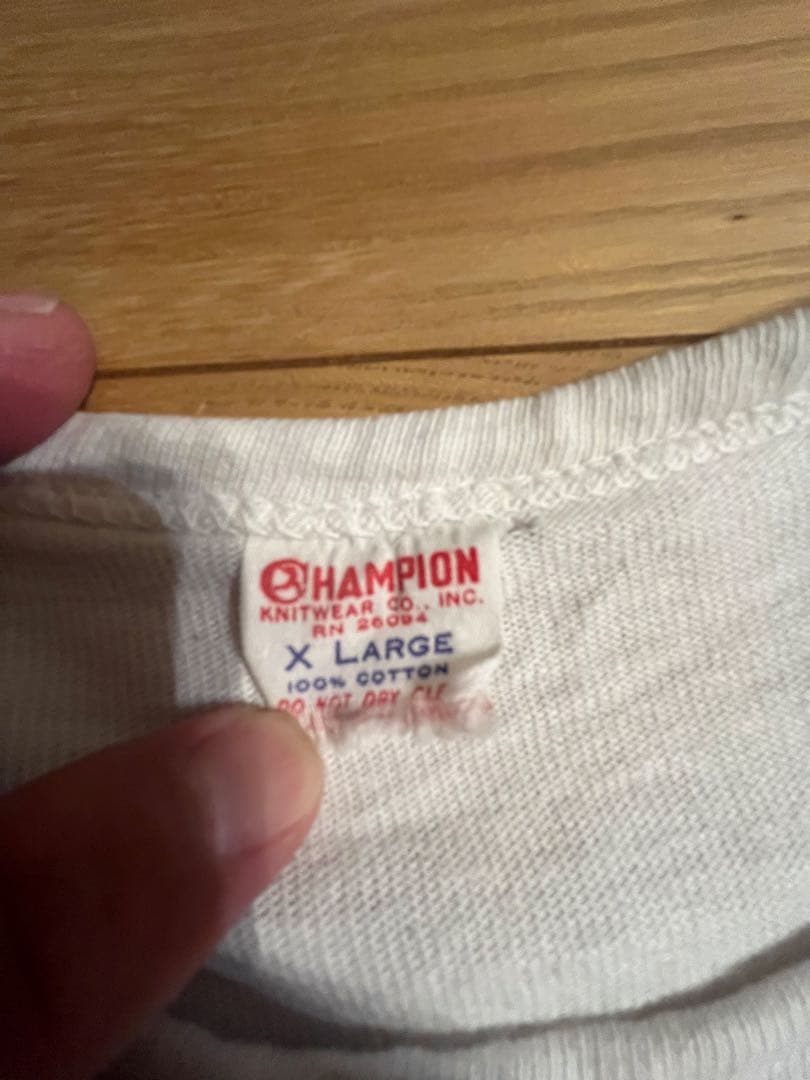 CHAMPION
KNITWEAR CO., INC.
RN 26094
X LARGE
100% COTTON
DO NOT DRY CLE